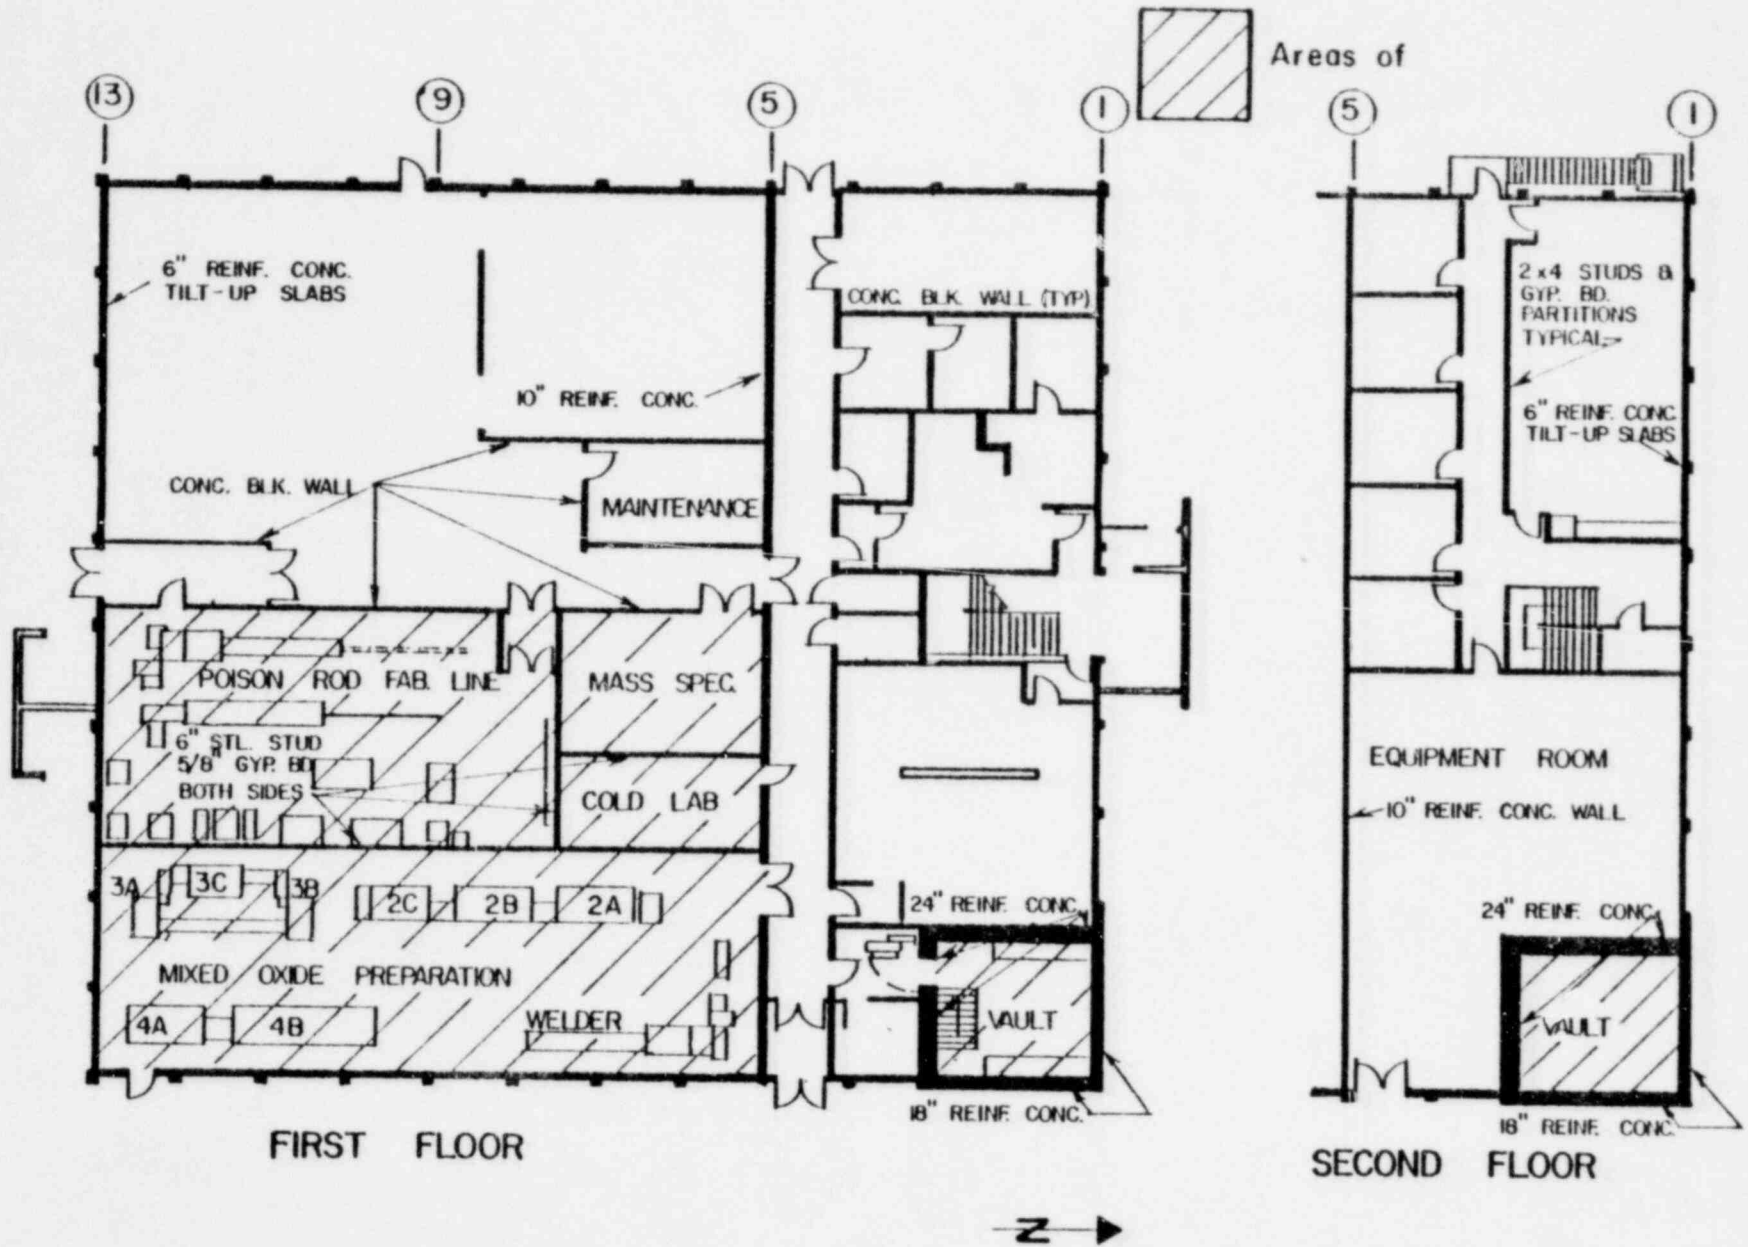 Areas of
13
9
5
1
5
1
6" REINF. CONC.
TILT-UP SLABS
10" REINF. CONC.
CONC. BLK. WALL
MAINTENANCE
CONC. BLK. WALL (TYP)
POISON ROD FAB. LINE
6" STL. STUD
5/8" GYP. BD
BOTH SIDES
MASS SPEC.
COLD LAB
3A
3C
3B
2C
2B
2A
MIXED OXIDE PREPARATION
4A
4B
WELDER
24" REINF. CONC.
VAULT
18" REINF. CONC.
FIRST FLOOR
2x4 STUDS &
GYP. BD.
PARTITIONS
TYPICAL
6" REINF. CONC.
TILT-UP SLABS
EQUIPMENT ROOM
10" REINF. CONC. WALL
24" REINF. CONC.
VAULT
18" REINF. CONC.
SECOND FLOOR
N